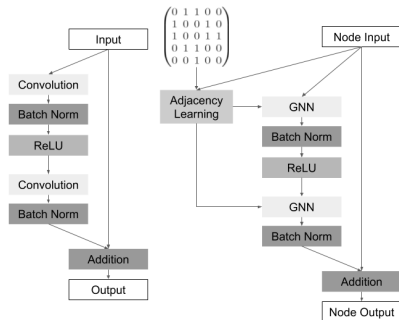 Input
Convolution
Batch Norm
ReLU
Convolution
Batch Norm
Addition
Output
0 1 1 0 0
1 0 0 1 0
1 0 0 1 1
0 1 1 0 0
0 0 1 0 0
Node Input
Adjacency
Learning
GNN
Batch Norm
ReLU
GNN
Batch Norm
Addition
Node Output